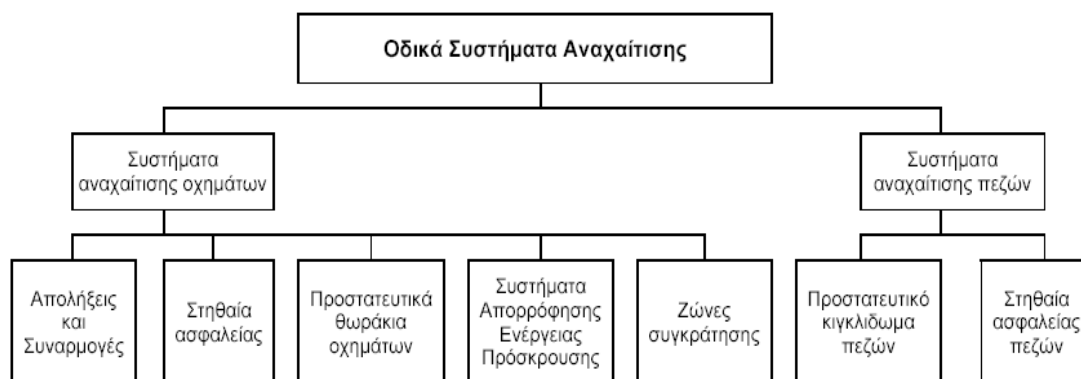 Οδικά Συστήματα Αναχαίτισης
Συστήματα
αναχαίτισης οχημάτων
Συστήματα
αναχαίτισης πεζών
Απολήξεις
και
Συναρμογές
Στηθαία
ασφαλείας
Προστατευτικά
θωράκια
οχημάτων
Συστήματα
Απορρόφησης
Ενέργειας
Πρόσκρουσης
Ζώνες
συγκράτησης
Προστατευτικό
κιγκλιδωμα
πεζών
Στηθαία
ασφαλείας
πεζών